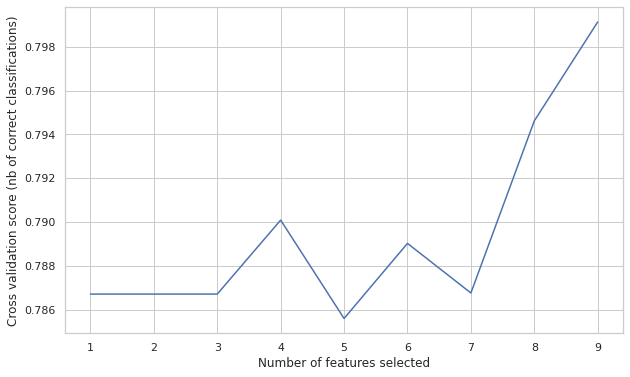 Cross validation score (nb of correct classifications)
0.798
0.796
0.794
0.792
0.790
0.788
0.786
1 2 3 4 5 6 7 8 9
Number of features selected